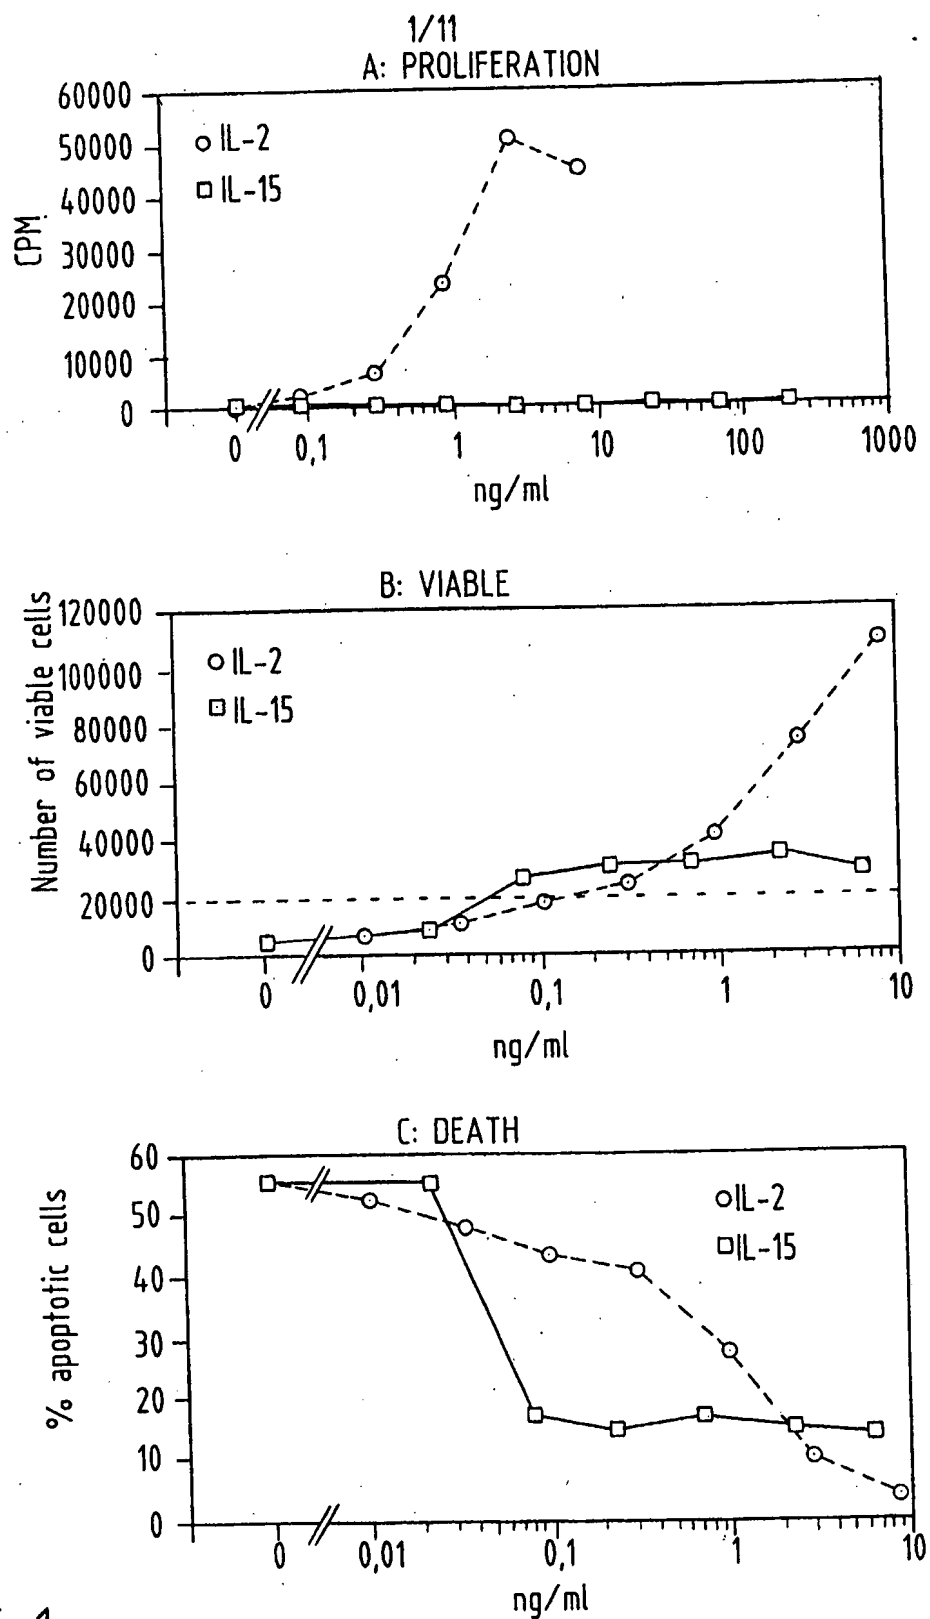 1/11
A: PROLIFERATION
60000
50000
40000
30000
20000
10000
0
CPM
IL-2
IL-15
0 0,1 1 10 100 1000
ng/ml
B: VIABLE
120000
100000
80000
60000
40000
20000
0
Number of viable cells
IL-2
IL-15
0 0,01 0,1 1 10
ng/ml
C: DEATH
60
50
40
30
20
10
0
% apoptotic cells
IL-2
IL-15
0 0,01 0,1 1 10
ng/ml